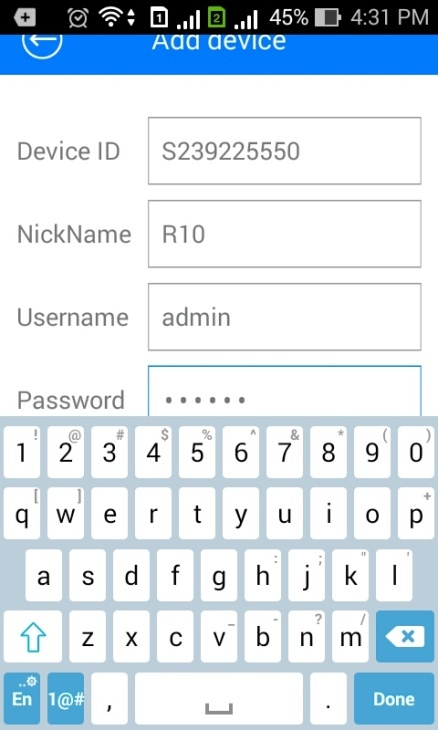 1 2 45% 4:31 PM
Add device
Device ID S239225550
NickName R10
Username admin
Password ••••••
! @ # $ % ^ & * ( )
1 2 3 4 5 6 7 8 9 0
[ ] +
q w e r t y u i o p
: ; " '
a s d f g h j k l
_ - ? /
z x c v b n m
En 1@# , . Done